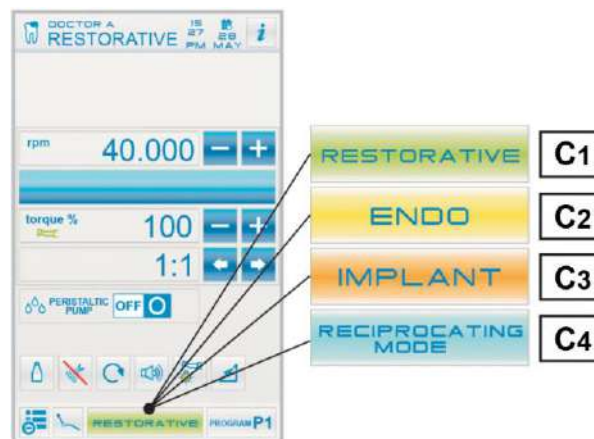 DOCTOR A
RESTORATIVE
15
27
PM
28
MAY
i
rpm
40.000
torque %
100
1:1
PERISTALTIC
PUMP
OFF
RESTORATIVE
PROGRAM P1
RESTORATIVE
C1
ENDO
C2
IMPLANT
C3
RECIPROCATING
MODE
C4